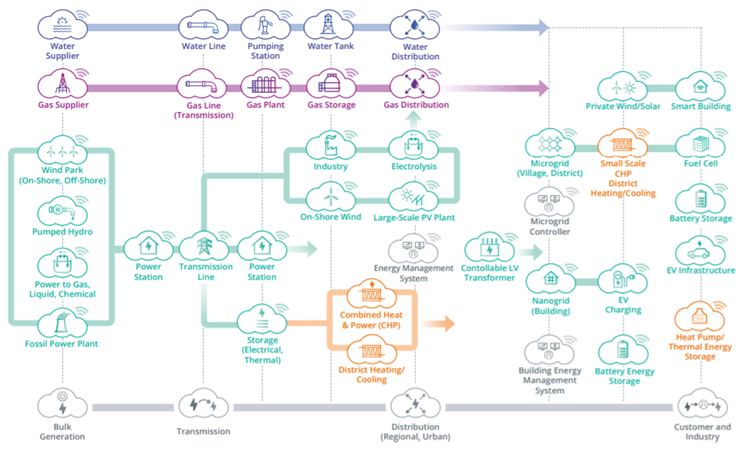 Water
Supplier
Water Line
Pumping
Station
Water Tank
Water
Distribution
Gas Supplier
Gas Line
(Transmission)
Gas Plant
Gas Storage
Gas Distribution
Private Wind/Solar
Smart Building
Wind Park
(On-Shore, Off-Shore)
Industry
Electrolysis
Microgrid
(Village, District)
Small Scale
CHP
District
Heating/Cooling
Fuel Cell
Pumped Hydro
On-Shore Wind
Large-Scale PV Plant
Microgrid
Controller
Battery Storage
Power to Gas,
Liquid, Chemical
Power
Station
Transmission
Line
Power
Station
Energy Management
System
Contollable LV
Transformer
EV Infrastructure
Nanogrid
(Building)
EV
Charging
Fossil Power Plant
Storage
(Electrical,
Thermal)
Combined Heat
& Power (CHP)
District Heating/
Cooling
Heat Pump/
Thermal Energy
Storage
Building Energy
Management
System
Battery Energy
Storage
Bulk
Generation
Transmission
Distribution
(Regional, Urban)
Customer and
Industry